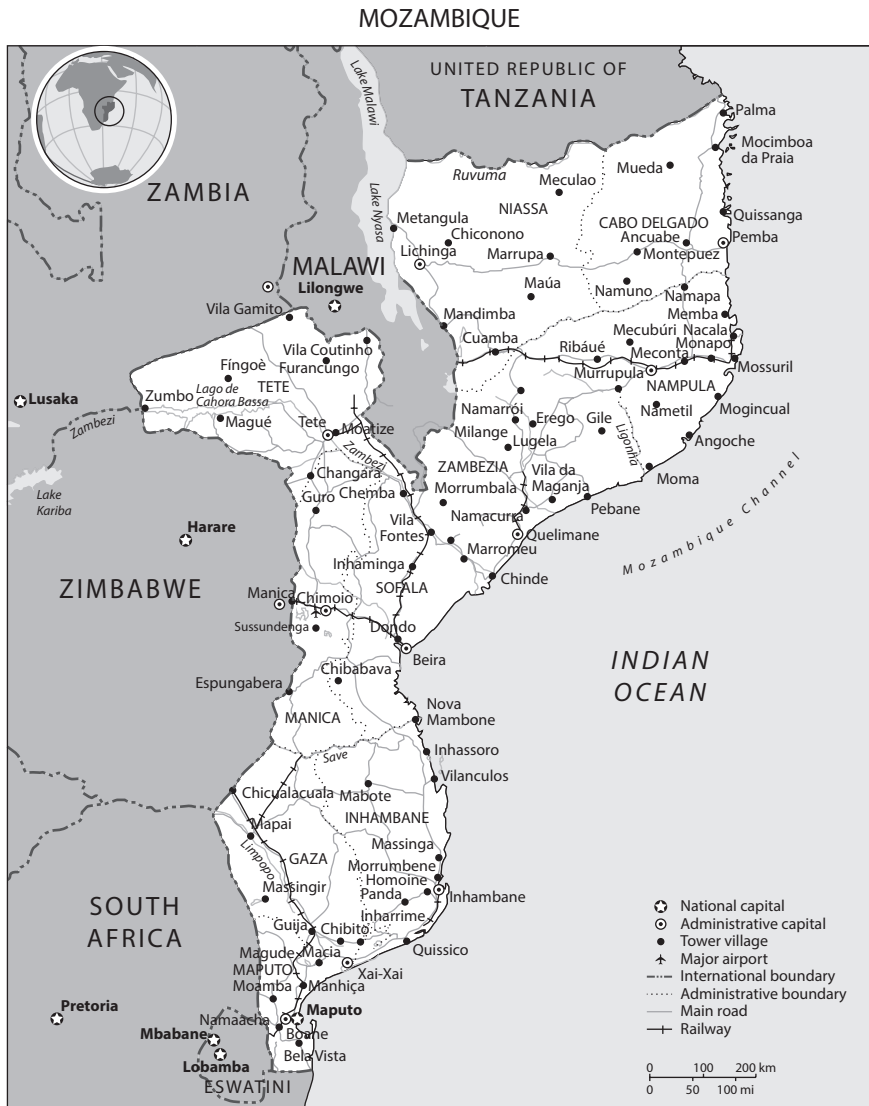 MOZAMBIQUE
UNITED REPUBLIC OF
TANZANIA
Lake Malawi
Palma
Mocimboa
da Praia
Mueda
Ruvuma
Meculao
ZAMBIA
Lake Nyasa
NIASSA
Metangula
CABO DELGADO
Quissanga
Chiconono
Ancuabe
Pemba
Lichinga
Marrupa
Montepuez
MALAWI
Lilongwe
Maúa
Namuno
Namapa
Vila Gamito
Mandimba
Memba
Mecubúri
Nacala
Cuamba
Ribáué
Monapo
Meconta
Vila Coutinho
Furancungo
Mossuril
Fíngoè
Murrupula
TETE
NAMPULA
Lusaka
Zumbo
Lago de
Cahora Bassa
Namarrói
Erego
Gile
Nametil
Mogincual
Zambezi
Magué
Tete
Moatize
Milange
Lugela
Ligonha
Angoche
Zambezi
ZAMBEZIA
Vila da
Maganja
Moma
Changara
Lake
Kariba
Guro
Chemba
Morrumbala
Pebane
Mozambique Channel
Harare
Vila
Fontes
Namacurra
Quelimane
Marromeu
Inhaminga
Chinde
ZIMBABWE
SOFALA
Manica
Chimoio
Sussundenga
Dondo
Beira
INDIAN
OCEAN
Chibabava
Espungabera
MANICA
Nova
Mambone
Save
Inhassoro
Vilanculos
Chicualacuala
Mabote
Mapai
INHAMBANE
Limpopo
GAZA
Massinga
Morrumbene
Homoine
Massingir
Panda
Inhambane
SOUTH
AFRICA
Inharrime
Guija
Chibito
Quissico
Magude
Macia
MAPUTO
Xai-Xai
Moamba
Manhiça
Pretoria
Namaacha
Maputo
Mbabane
Boane
Lobamba
Bela Vista
ESWATINI
National capital
Administrative capital
Tower village
Major airport
International boundary
Administrative boundary
Main road
Railway
0 100 200 km
0 50 100 mi